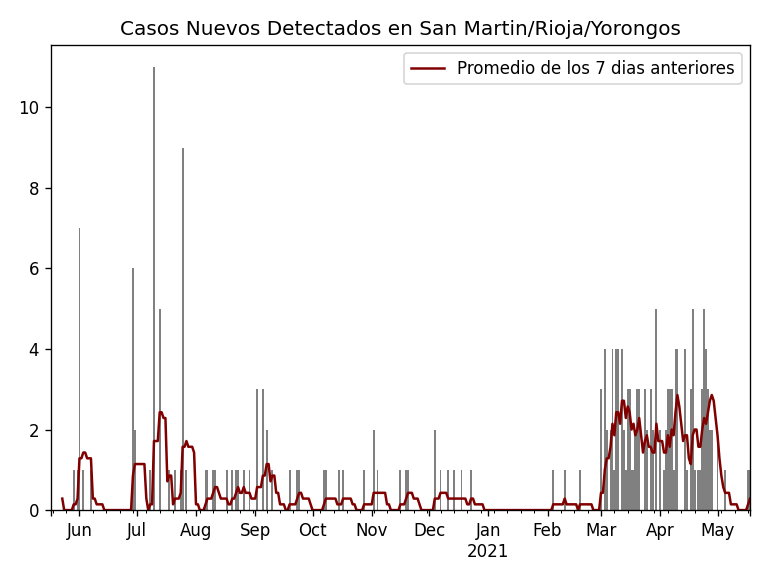 Casos Nuevos Detectados en San Martin/Rioja/Yorongos
Promedio de los 7 dias anteriores
10
8
6
4
2
0
Jun Jul Aug Sep Oct Nov Dec Jan Feb Mar Apr May
2021